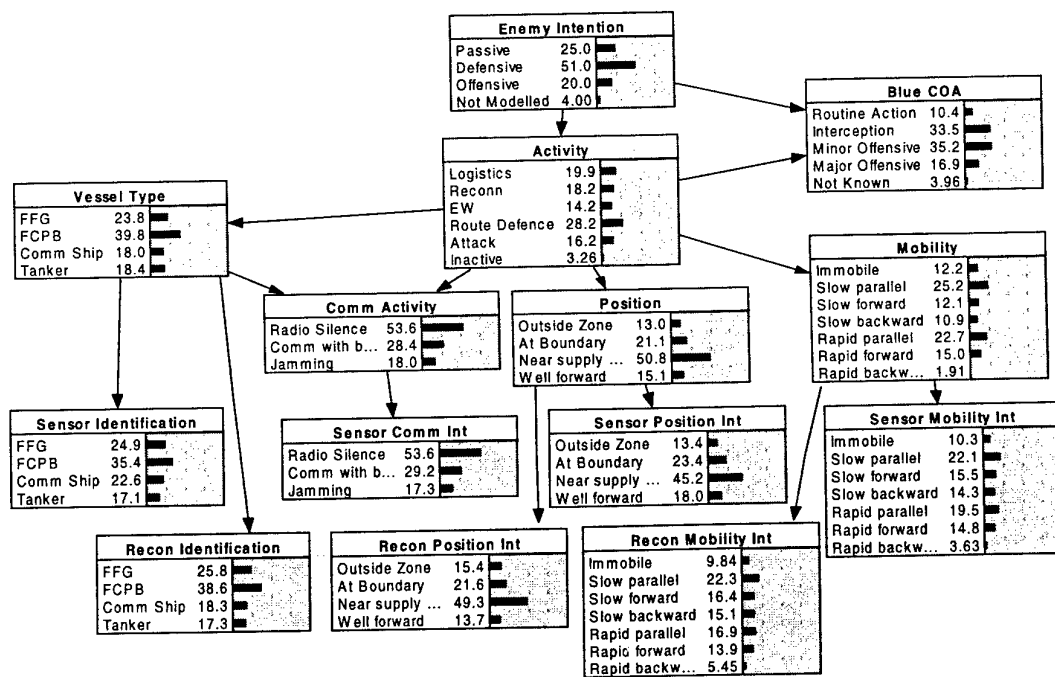 Enemy Intention
Passive 25.0
Defensive 51.0
Offensive 20.0
Not Modelled 4.00
Blue COA
Routine Action 10.4
Interception 33.5
Minor Offensive 35.2
Major Offensive 16.9
Not Known 3.96
Activity
Logistics 19.9
Reconn 18.2
EW 14.2
Route Defence 28.2
Attack 16.2
Inactive 3.26
Vessel Type
FFG 23.8
FCPB 39.8
Comm Ship 18.0
Tanker 18.4
Mobility
Immobile 12.2
Slow parallel 25.2
Slow forward 12.1
Slow backward 10.9
Rapid parallel 22.7
Rapid forward 15.0
Rapid backw... 1.91
Comm Activity
Radio Silence 53.6
Comm with b... 28.4
Jamming 18.0
Position
Outside Zone 13.0
At Boundary 21.1
Near supply ... 50.8
Well forward 15.1
Sensor Identification
FFG 24.9
FCPB 35.4
Comm Ship 22.6
Tanker 17.1
Sensor Comm Int
Radio Silence 53.6
Comm with b... 29.2
Jamming 17.3
Sensor Position Int
Outside Zone 13.4
At Boundary 23.4
Near supply ... 45.2
Well forward 18.0
Sensor Mobility Int
Immobile 10.3
Slow parallel 22.1
Slow forward 15.5
Slow backward 14.3
Rapid parallel 19.5
Rapid forward 14.8
Rapid backw... 3.63
Recon Identification
FFG 25.8
FCPB 38.6
Comm Ship 18.3
Tanker 17.3
Recon Position Int
Outside Zone 15.4
At Boundary 21.6
Near supply ... 49.3
Well forward 13.7
Recon Mobility Int
Immobile 9.84
Slow parallel 22.3
Slow forward 16.4
Slow backward 15.1
Rapid parallel 16.9
Rapid forward 13.9
Rapid backw... 5.45